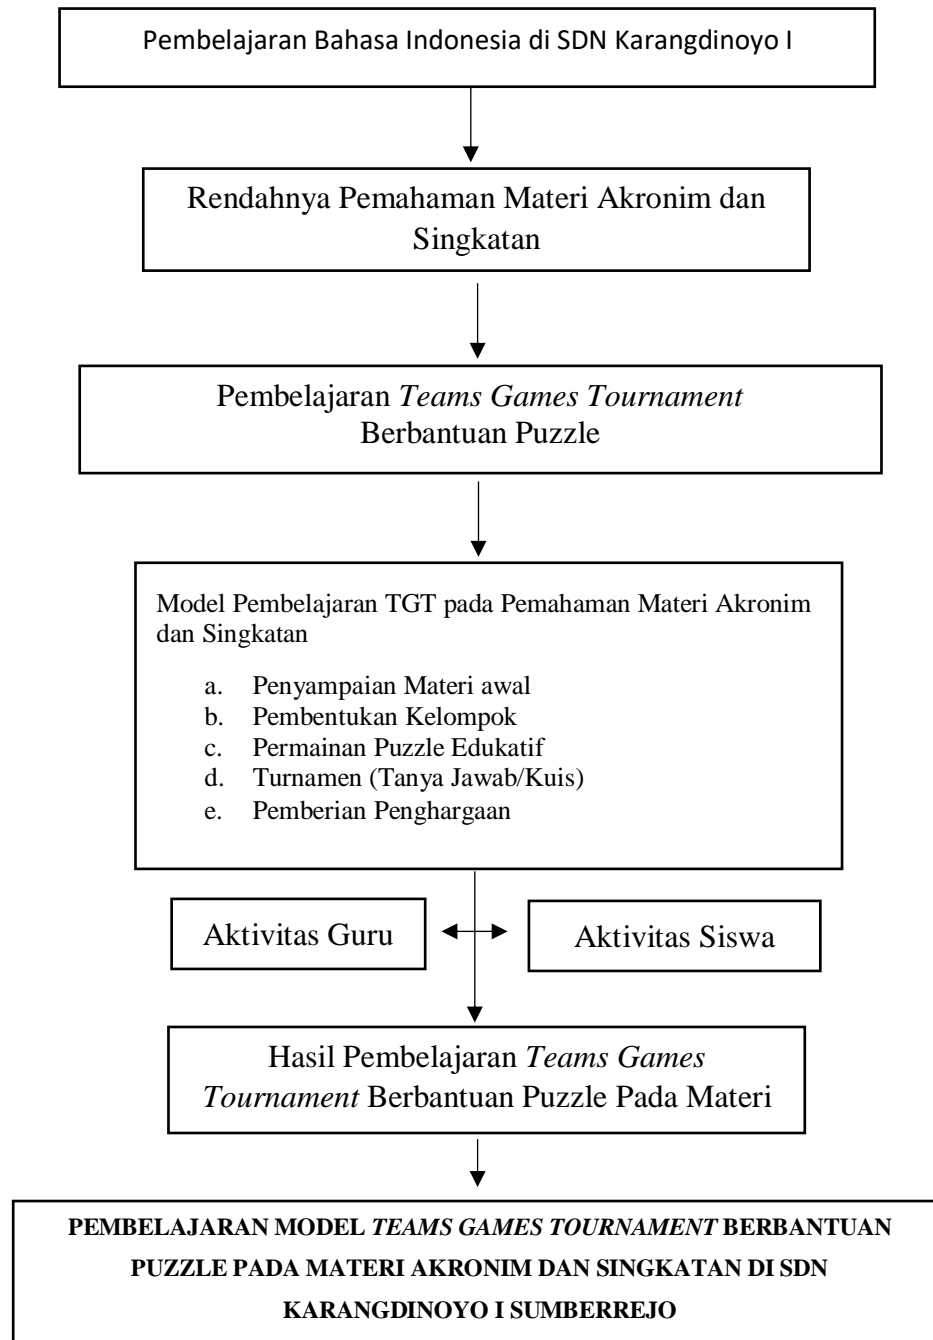 Pembelajaran Bahasa Indonesia di SDN Karangdinoyo I
Rendahnya Pemahaman Materi Akronim dan
Singkatan
Pembelajaran Teams Games Tournament
Berbantuan Puzzle
Model Pembelajaran TGT pada Pemahaman Materi Akronim
dan Singkatan
a. Penyampaian Materi awal
b. Pembentukan Kelompok
c. Permainan Puzzle Edukatif
d. Turnamen (Tanya Jawab/Kuis)
e. Pemberian Penghargaan
Aktivitas Guru
Aktivitas Siswa
Hasil Pembelajaran Teams Games
Tournament Berbantuan Puzzle Pada Materi
PEMBELAJARAN MODEL TEAMS GAMES TOURNAMENT BERBANTUAN
PUZZLE PADA MATERI AKRONIM DAN SINGKATAN DI SDN
KARANGDINOYO I SUMBERREJO